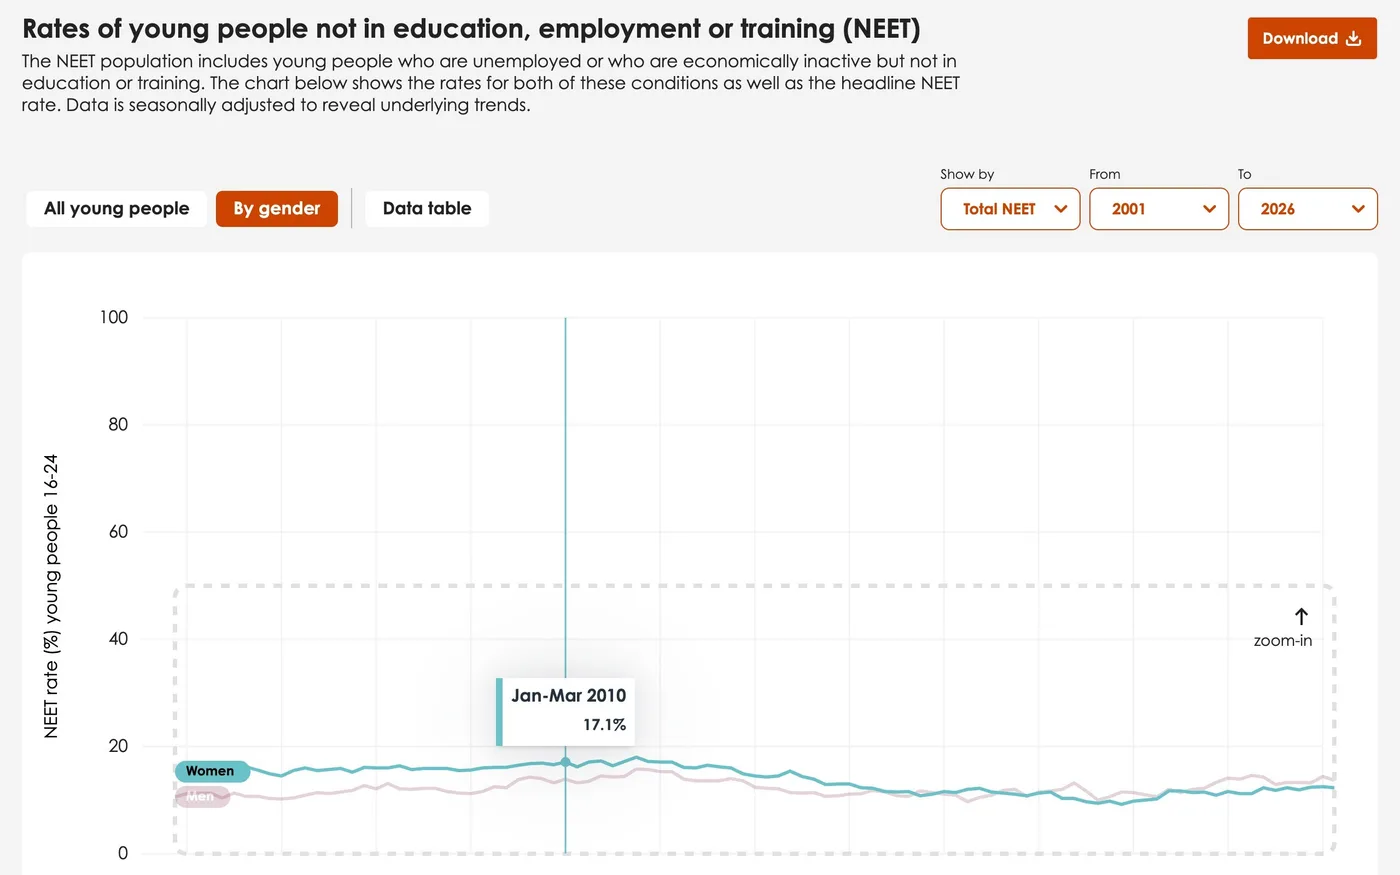 Rates of young people not in education, employment or training (NEET)
Download
The NEET population includes young people who are unemployed or who are economically inactive but not in
education or training. The chart below shows the rates for both of these conditions as well as the headline NEET
rate. Data is seasonally adjusted to reveal underlying trends.
Show by
From
To
All young people
By gender
Data table
Total NEET
2001
2026
100
80
60
40
20
0
NEET rate (%) young people 16-24
zoom-in
Jan-Mar 2010
17.1%
Women
Men